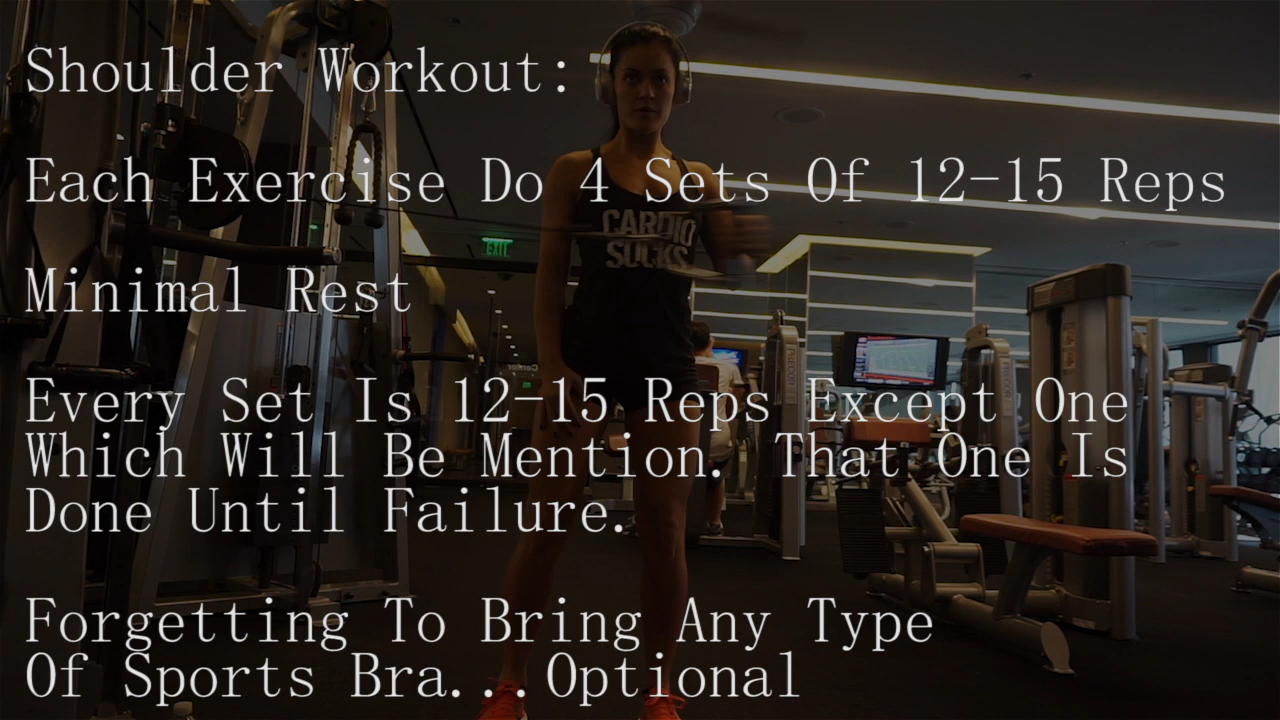 Shoulder Workout:
Each Exercise Do 4 Sets Of 12-15 Reps
CARDIO
SUCKS
EXIT
Minimal Rest
Every Set Is 12-15 Reps Except One
Which Will Be Mention. That One Is
Done Until Failure.
Forgetting To Bring Any Type
Of Sports Bra...Optional